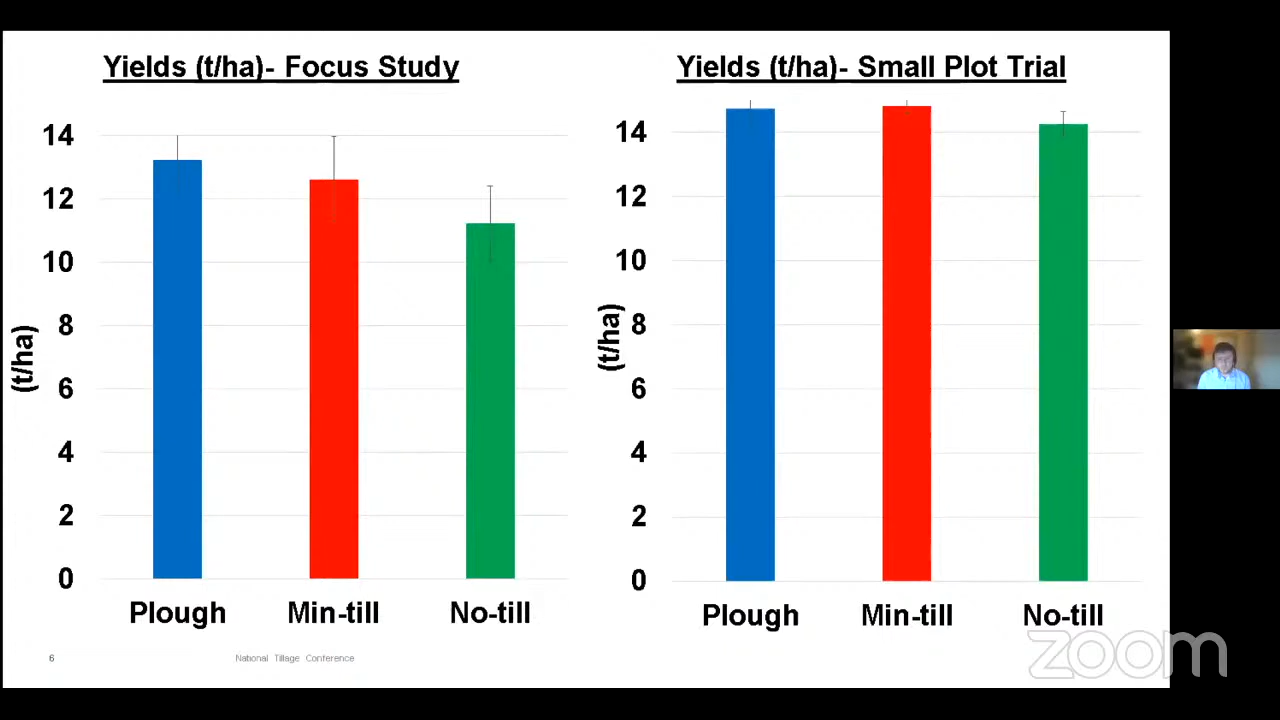 Yields (t/ha)- Focus Study
14
12
10
8
6
4
2
0
(t/ha)
Plough Min-till No-till
Yields (t/ha)- Small Plot Trial
14
12
10
8
6
4
2
0
(t/ha)
Plough Min-till No-till
6 National Tillage Conference
zoom